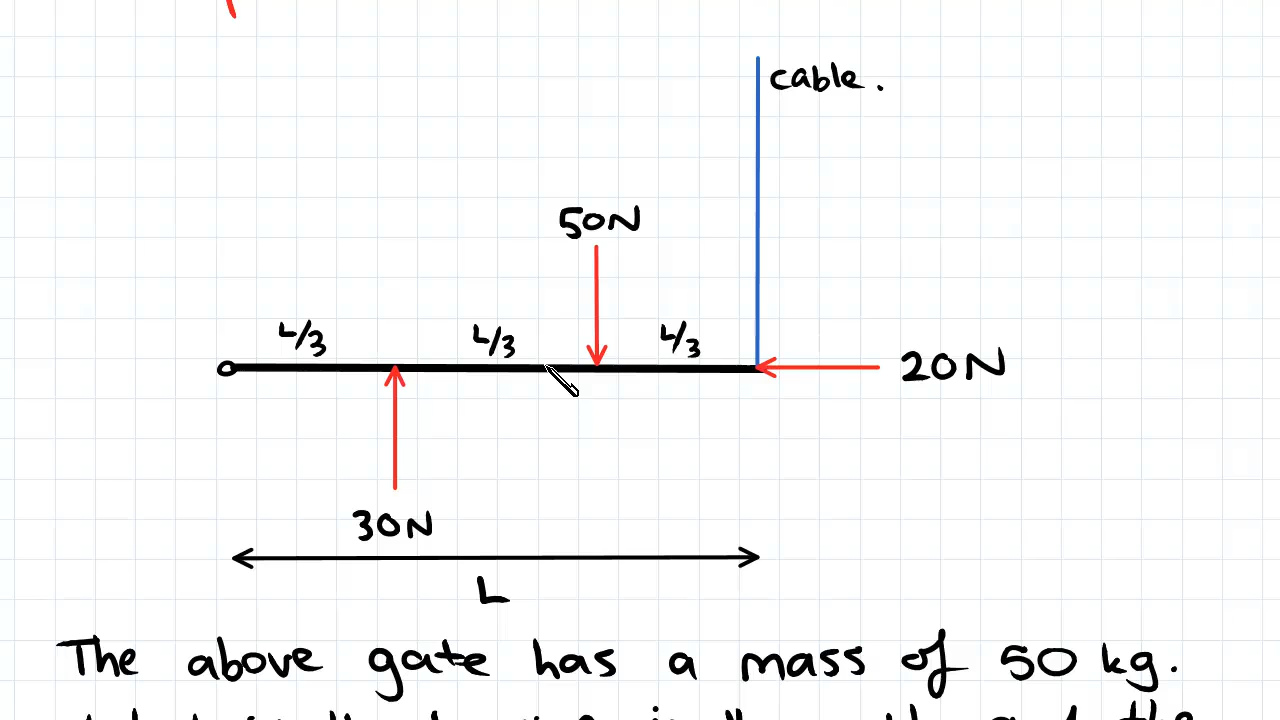 cable.
50N
L/3 L/3 L/3
20N
30N
L
The above gate has a mass of 50 kg.